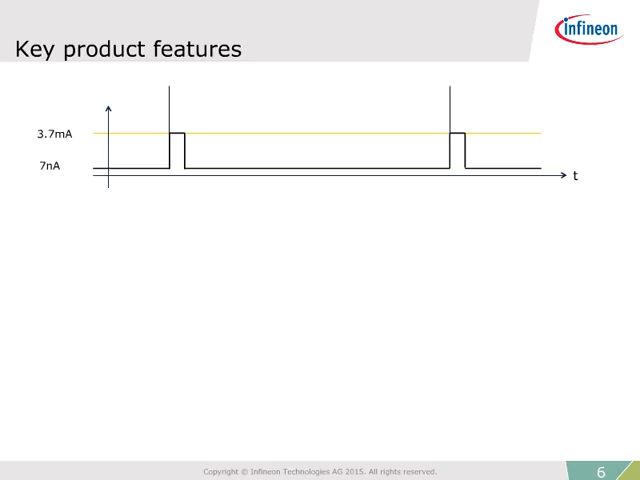 infineon
Key product features
3.7mA
7nA
t
Copyright © Infineon Technologies AG 2015. All rights reserved.
6